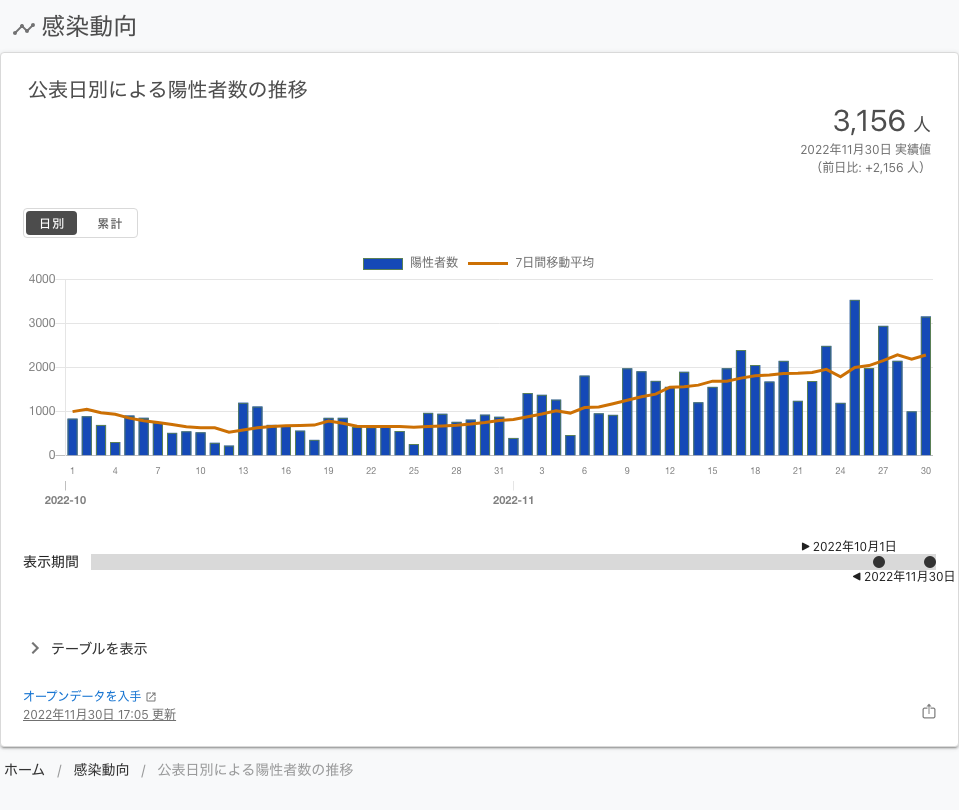 感染動向
公表日別による陽性者数の推移
3,156 人
2022年11月30日 実績値
（前日比: +2,156 人）
日別 累計
陽性者数 7日間移動平均
4000
3000
2000
1000
0
1 4 7 10 13 16 19 22 25 28 31 3 6 9 12 15 18 21 24 27 30
2022-10 2022-11
2022年10月1日
表示期間
2022年11月30日
テーブルを表示
オープンデータを入手
2022年11月30日 17:05 更新
ホーム / 感染動向 / 公表日別による陽性者数の推移